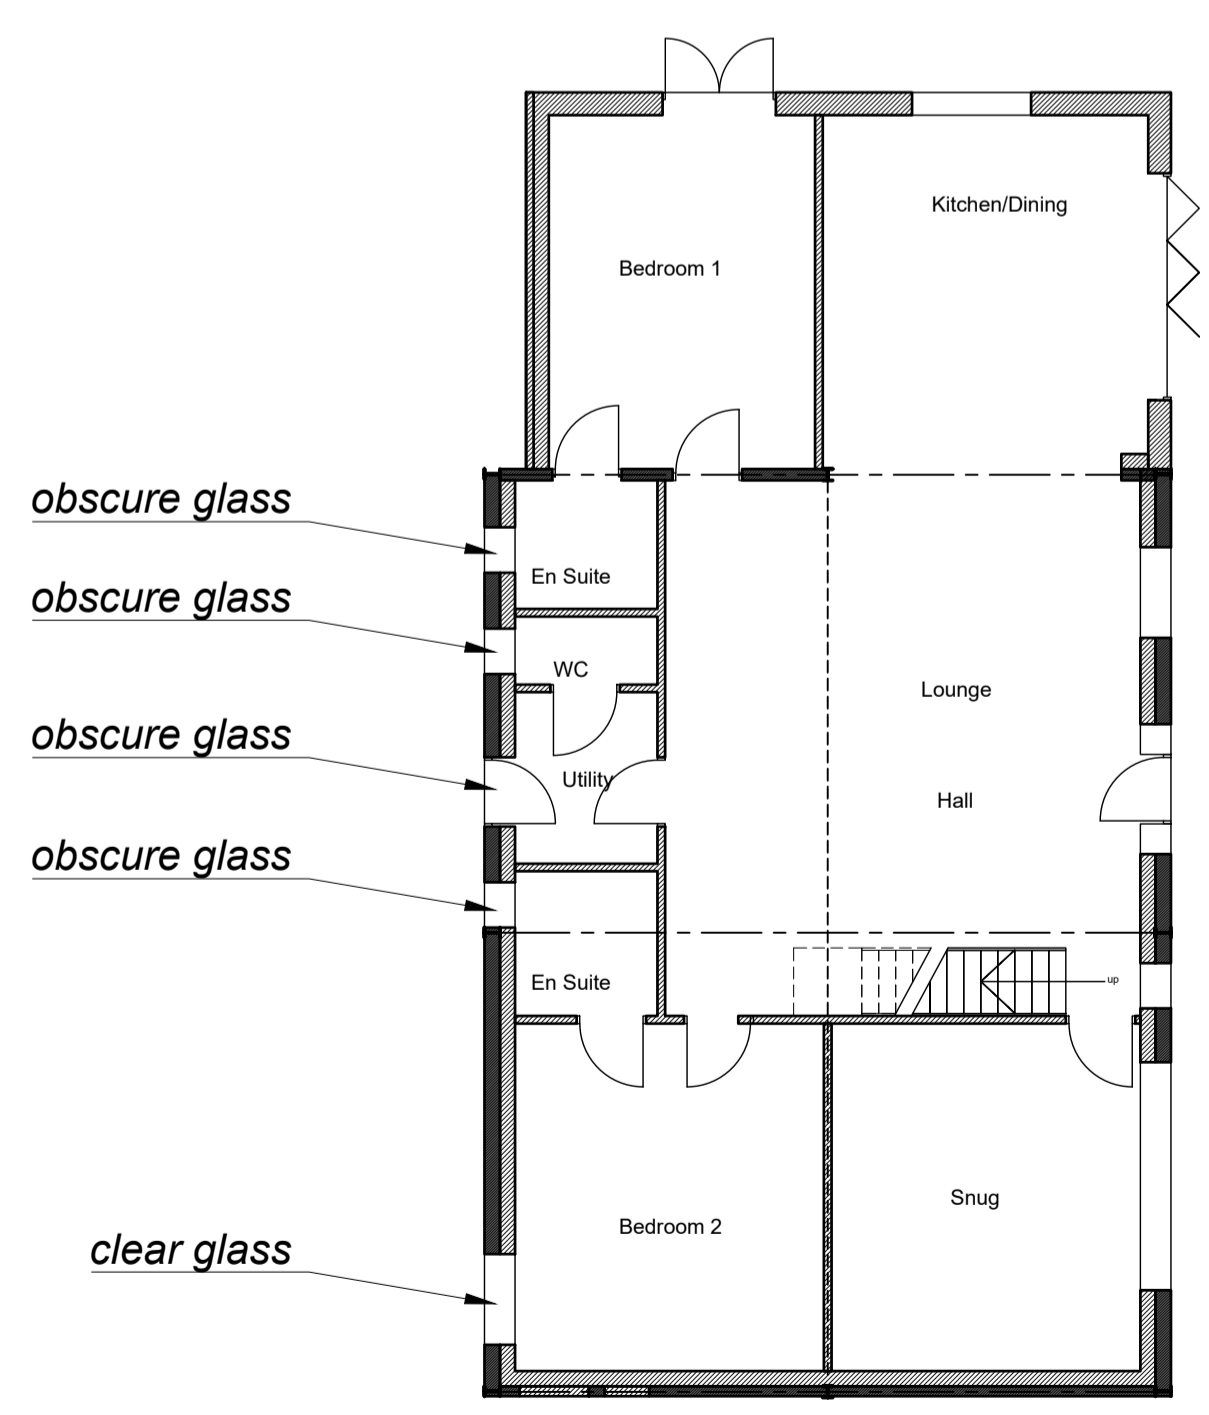 Kitchen/Dining
Bedroom 1
obscure glass
En Suite
obscure glass
WC
Lounge
obscure glass
Utility
Hall
obscure glass
En Suite
up
Snug
Bedroom 2
clear glass